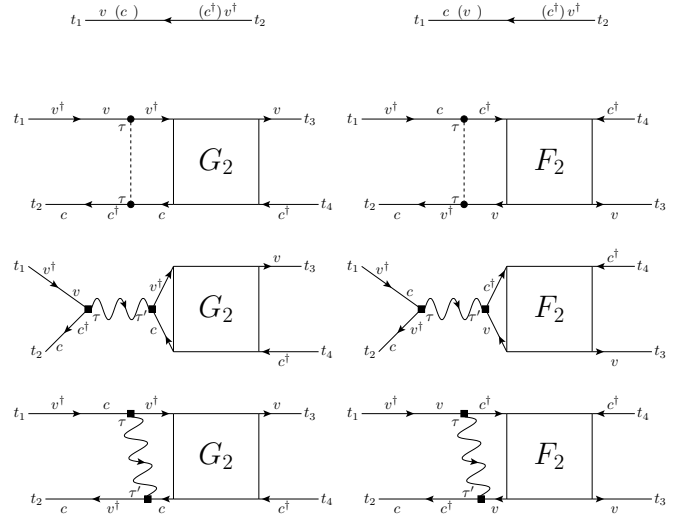 t₁ v (c) (c†) v† t₂
t₁ c (v) (c†) v† t₂
t₁ v† v v† v t₃
τ
G₂
τ
t₂ c c† c c† t₄
t₁ v† c c† c† t₄
τ
F₂
τ
t₂ c v† v v t₃
t₁ v† v v† v t₃
G₂
τ τ′
t₂ c c† c c† t₄
t₁ v† c c† c† t₄
F₂
τ τ′
t₂ c v† v v t₃
t₁ v† c v† v t₃
τ
G₂
τ′
t₂ c v† c c† t₄
t₁ v† v c† c† t₄
τ
F₂
τ′
t₂ c c† v v t₃